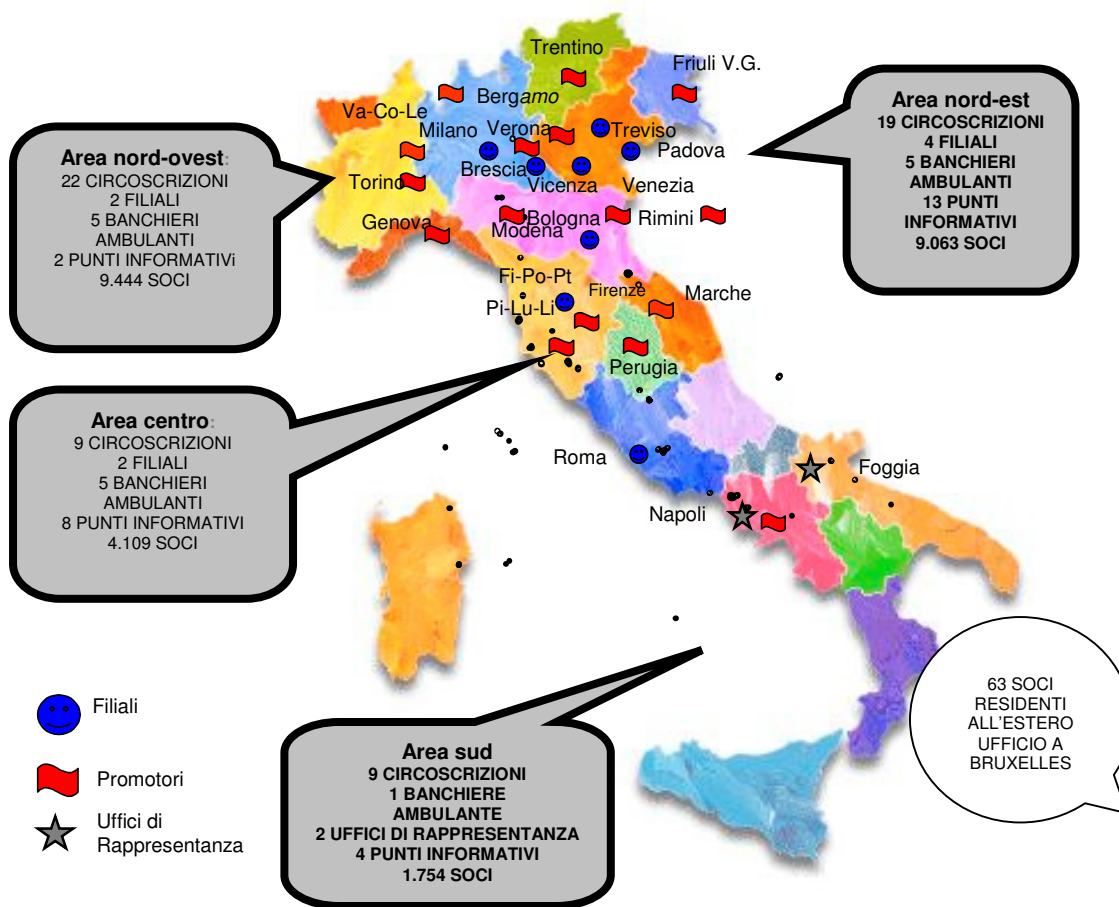 Trentino
Friuli V.G.
Bergamo
Va-Co-Le
Milano
Verona
Treviso
Padova
Brescia
Torino
Vicenza
Venezia
Genova
Bologna
Rimini
Modena
Fi-Po-Pt
Firenze
Marche
Pi-Lu-Li
Perugia
Roma
Foggia
Napoli
Area nord-ovest:
22 CIRCOSCRIZIONI
2 FILIALI
5 BANCHIERI
AMBULANTI
2 PUNTI INFORMATIVi
9.444 SOCI
Area nord-est
19 CIRCOSCRIZIONI
4 FILIALI
5 BANCHIERI
AMBULANTI
13 PUNTI
INFORMATIVI
9.063 SOCI
Area centro:
9 CIRCOSCRIZIONI
2 FILIALI
5 BANCHIERI
AMBULANTI
8 PUNTI INFORMATIVI
4.109 SOCI
Area sud
9 CIRCOSCRIZIONI
1 BANCHIERE
AMBULANTE
2 UFFICI DI RAPPRESENTANZA
4 PUNTI INFORMATIVI
1.754 SOCI
63 SOCI
RESIDENTI
ALL'ESTERO
UFFICIO A
BRUXELLES
Filiali
Promotori
Uffici di
Rappresentanza